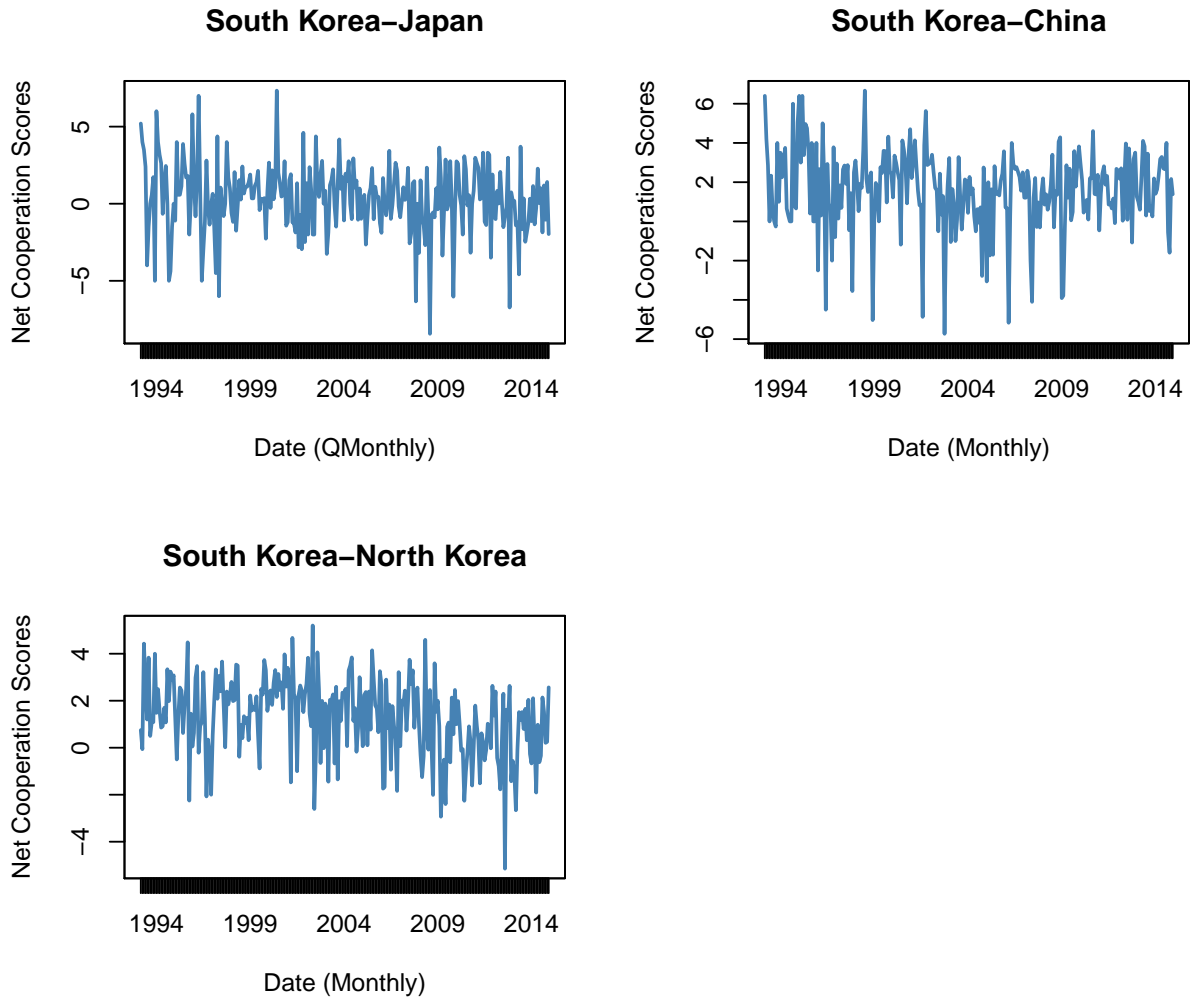 South Korea−Japan
Net Cooperation Scores
5
0
−5
1994 1999 2004 2009 2014
Date (QMonthly)
South Korea−China
Net Cooperation Scores
6
4
2
−2
−6
1994 1999 2004 2009 2014
Date (Monthly)
South Korea−North Korea
Net Cooperation Scores
4
2
0
−4
1994 1999 2004 2009 2014
Date (Monthly)